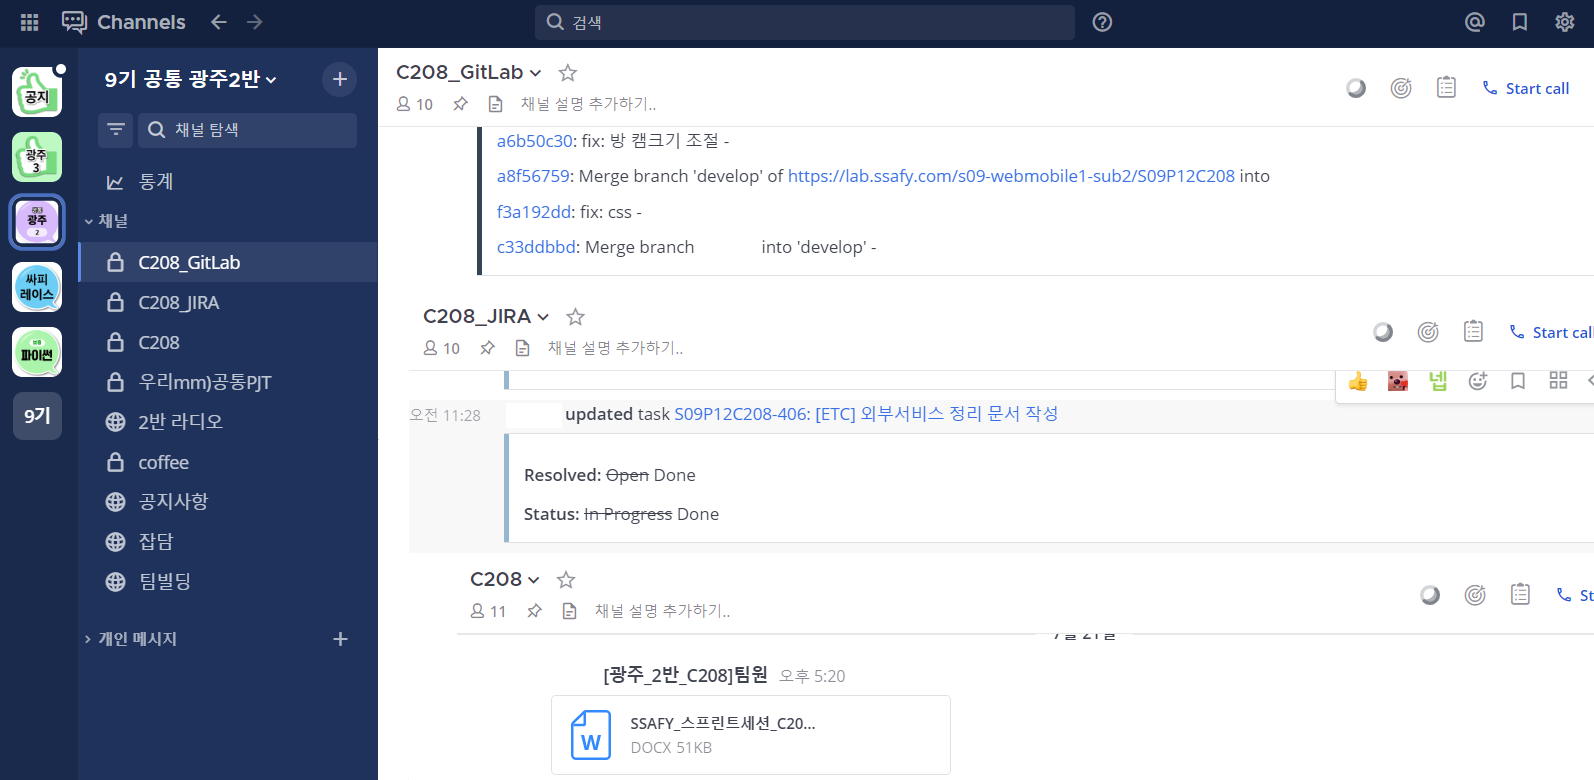 Channels
검색
공지
광주
3
공통
광주
2
싸피
레이스
파이썬
9기
9기 공통 광주2반
채널 탐색
통계
채널
C208_GitLab
C208_JIRA
C208
우리mm)공통PJT
2반 라디오
coffee
공지사항
잡담
팀빌딩
개인 메시지
C208_GitLab
10
채널 설명 추가하기..
Start call
a6b50c30: fix: 방 캠크기 조절 -
a8f56759: Merge branch 'develop' of https://lab.ssafy.com/s09-webmobile1-sub2/S09P12C208 into
f3a192dd: fix: css -
c33ddbbd: Merge branch into 'develop' -
C208_JIRA
10
채널 설명 추가하기..
Start call
넵
오전 11:28
updated task S09P12C208-406: [ETC] 외부서비스 정리 문서 작성
Resolved: Open Done
Status: In Progress Done
C208
11
채널 설명 추가하기..
St
7월 21일
[광주_2반_C208]팀원 오후 5:20
W
SSAFY_스프린트세션_C20...
DOCX 51KB